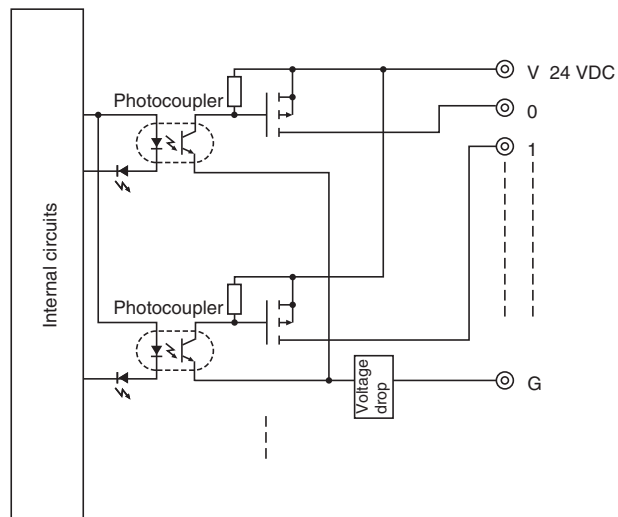 V 24 VDC
Photocoupler
0
1
Internal circuits
Photocoupler
Voltage
drop
G